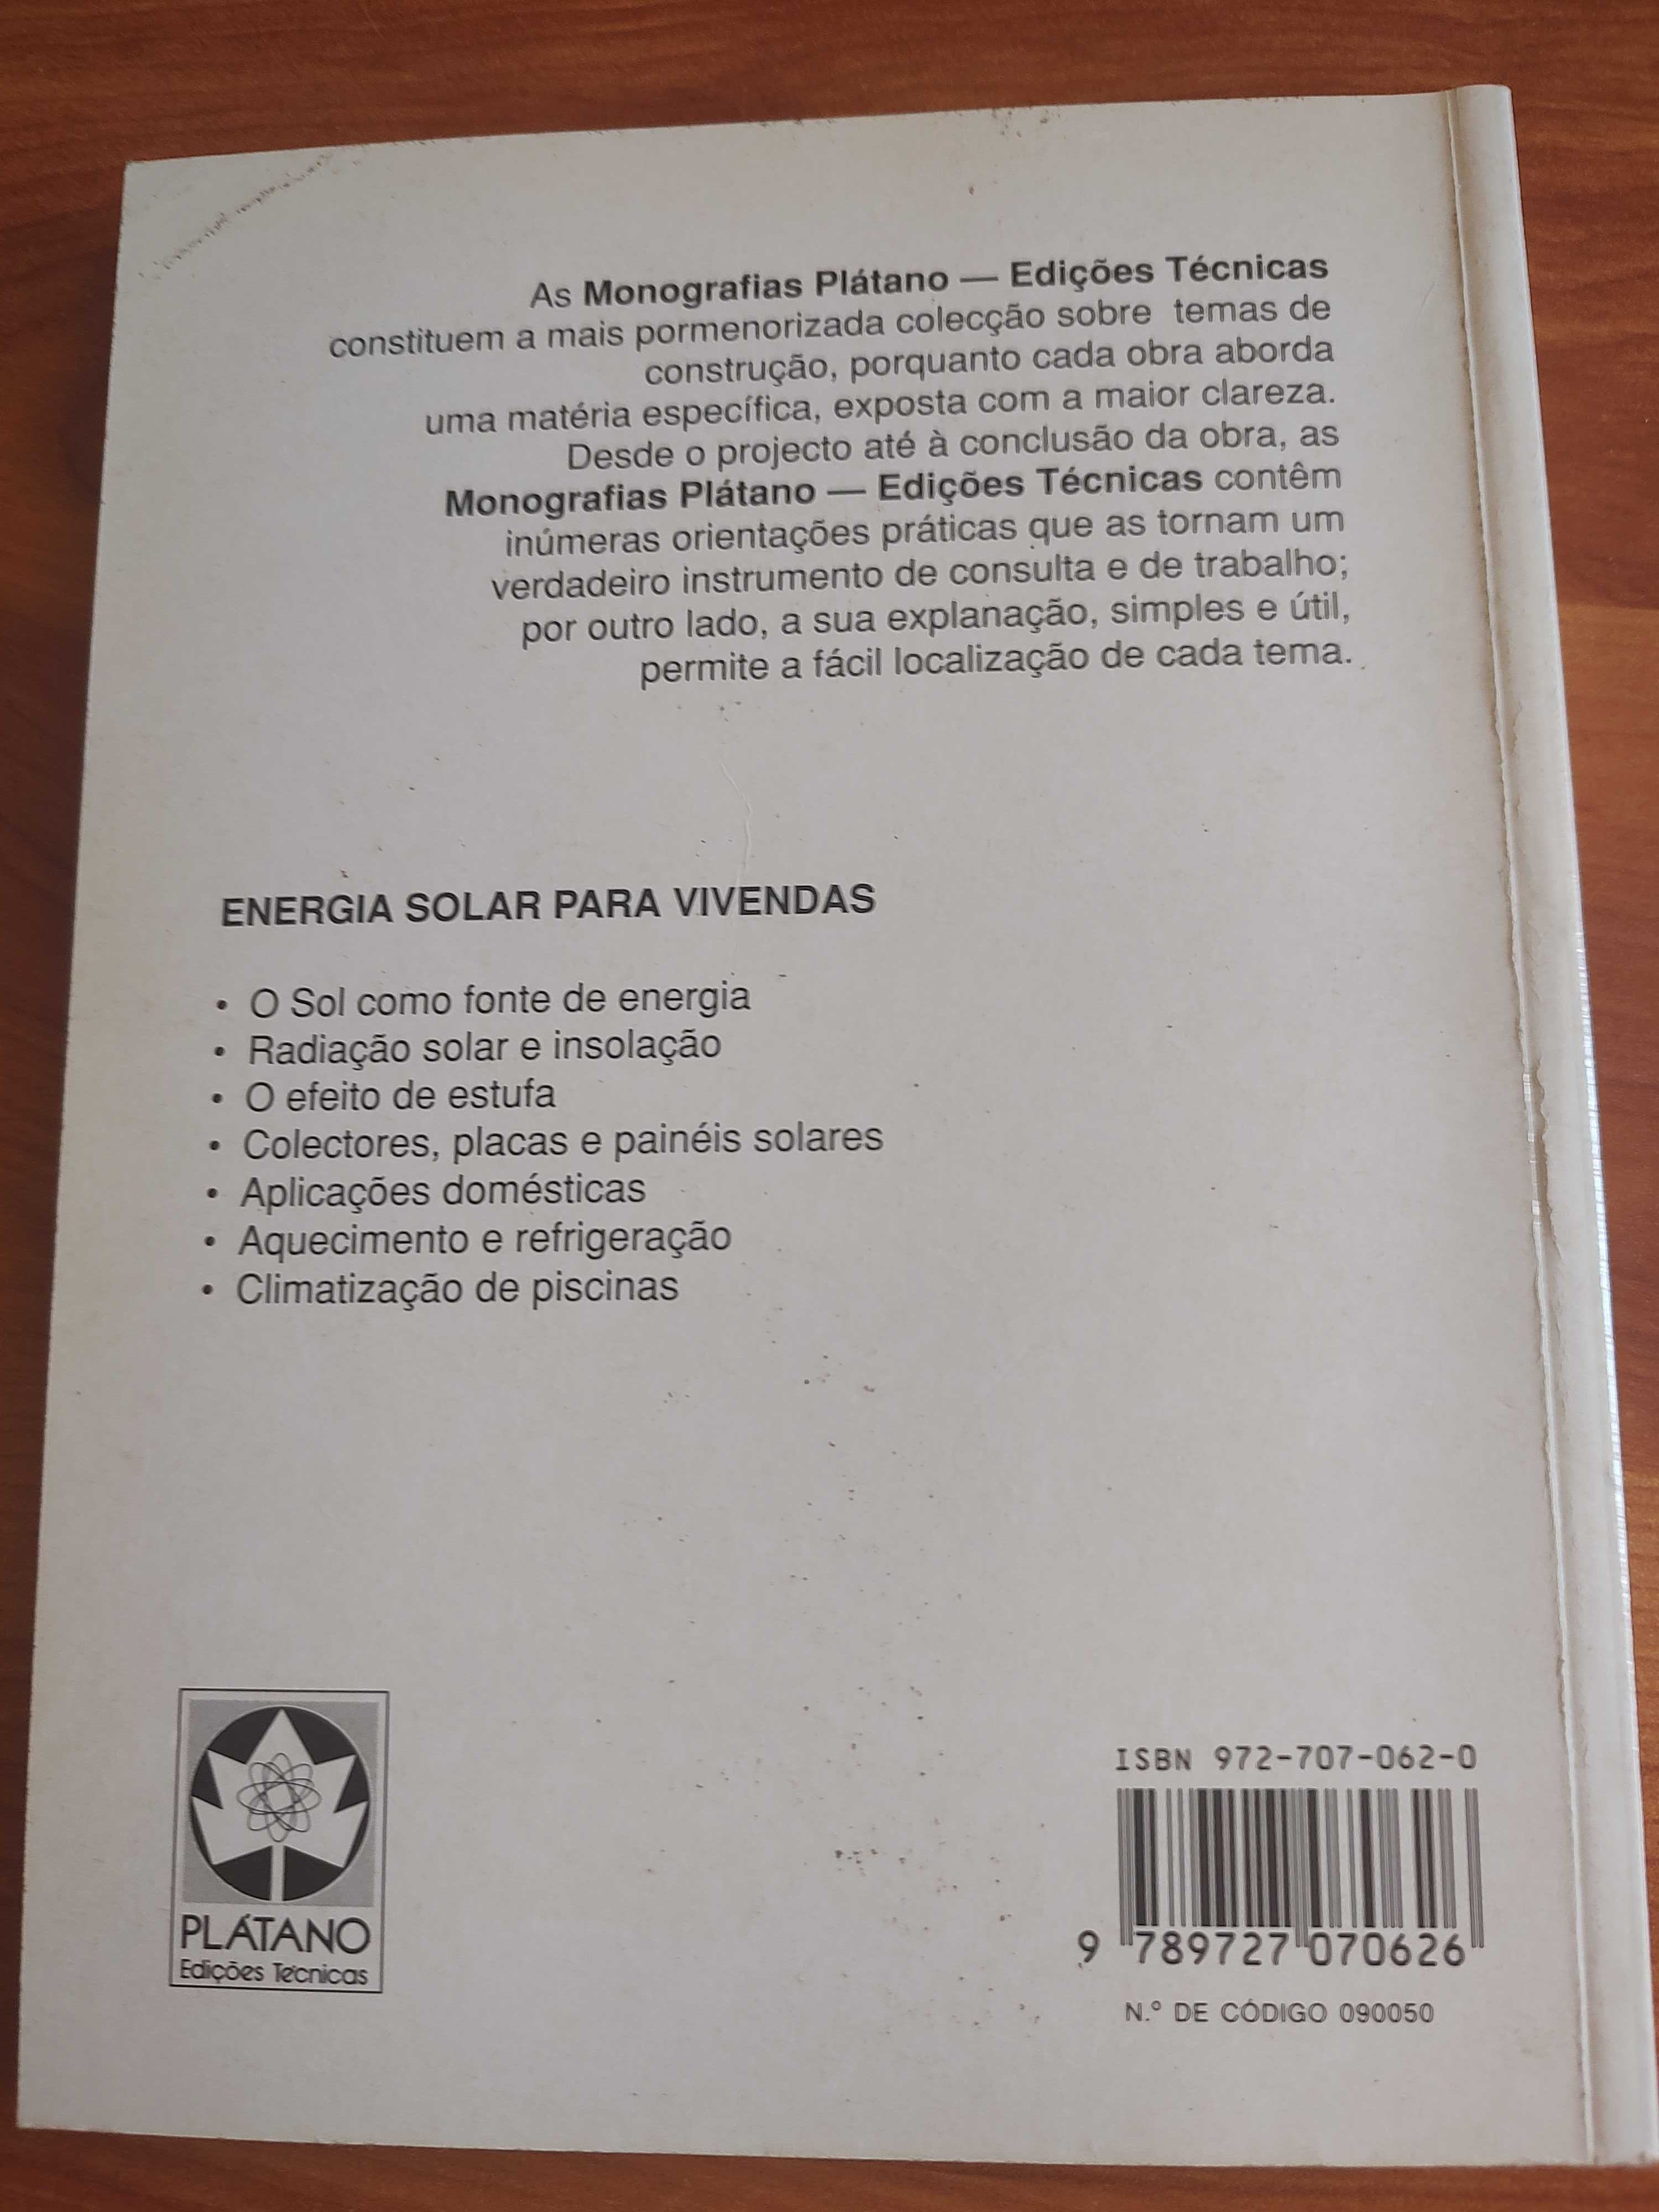 As Monografias Plátano — Edições Técnicas
constituem a mais pormenorizada colecção sobre temas de
construção, porquanto cada obra aborda
uma matéria específica, exposta com a maior clareza.
Desde o projecto até à conclusão da obra, as
Monografias Plátano — Edições Técnicas contêm
inúmeras orientações práticas que as tornam um
verdadeiro instrumento de consulta e de trabalho;
por outro lado, a sua explanação, simples e útil,
permite a fácil localização de cada tema.
ENERGIA SOLAR PARA VIVENDAS
• O Sol como fonte de energia
• Radiação solar e insolação
• O efeito de estufa
• Colectores, placas e painéis solares
• Aplicações domésticas
• Aquecimento e refrigeração
• Climatização de piscinas
PLÁTANO
Edições Técnicas
ISBN 972-707-062-0
9 789727 070626
N.º DE CÓDIGO 090050